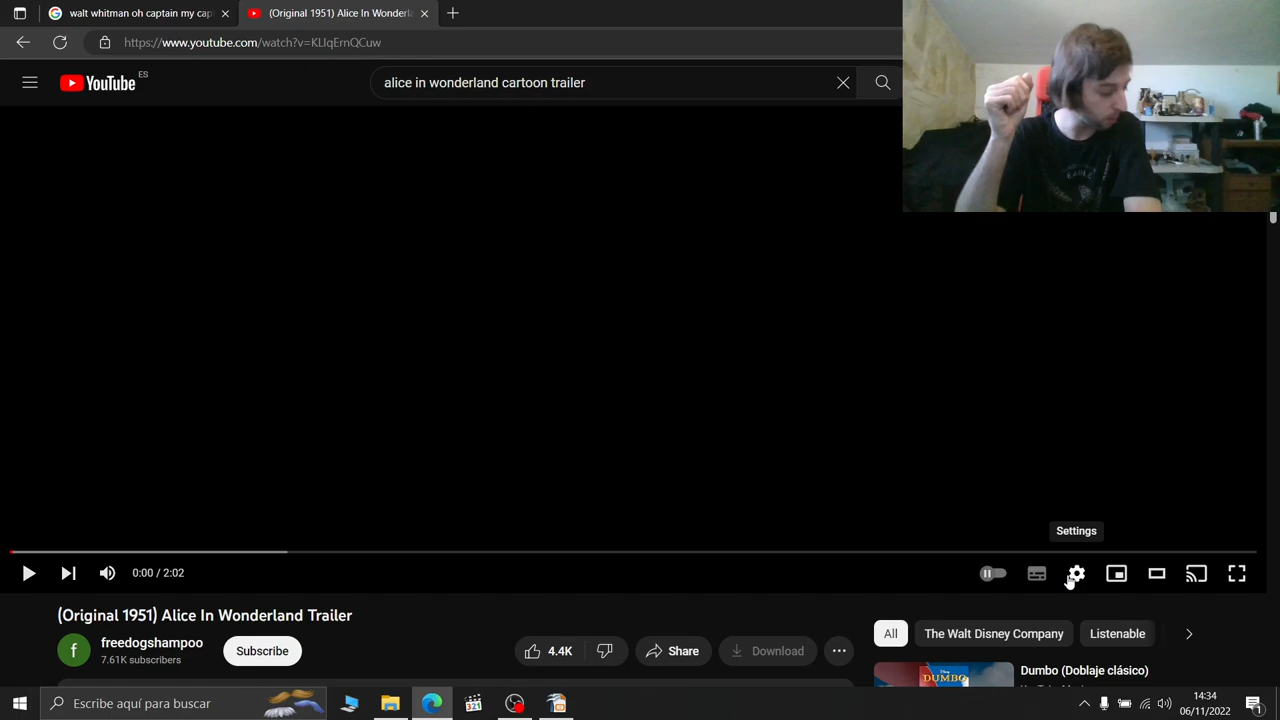 walt whitman oh captain my cap
(Original 1951) Alice In Wonderla
https://www.youtube.com/watch?v=KLIqErnQCuw
YouTube ES
alice in wonderland cartoon trailer
Settings
0:00 / 2:02
(Original 1951) Alice In Wonderland Trailer
f
freedogshampoo
7.61K subscribers
Subscribe
4.4K
Share
Download
All
The Walt Disney Company
Listenable
DUMBO
Dumbo (Doblaje clásico)
Escribe aquí para buscar
321
14:34
06/11/2022
1